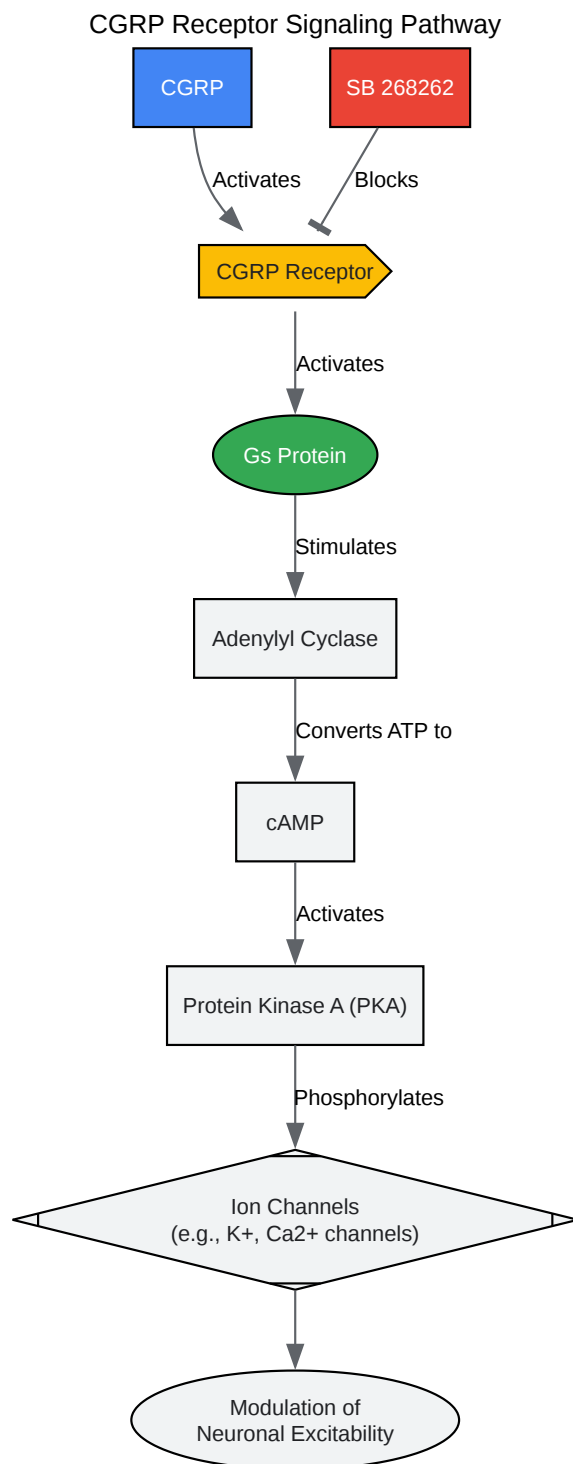 CGRP Receptor Signaling Pathway
CGRP
SB 268262
Activates
Blocks
CGRP Receptor
Activates
Gs Protein
Stimulates
Adenylyl Cyclase
Converts ATP to
cAMP
Activates
Protein Kinase A (PKA)
Phosphorylates
Ion Channels
(e.g., K+, Ca2+ channels)
Modulation of
Neuronal Excitability